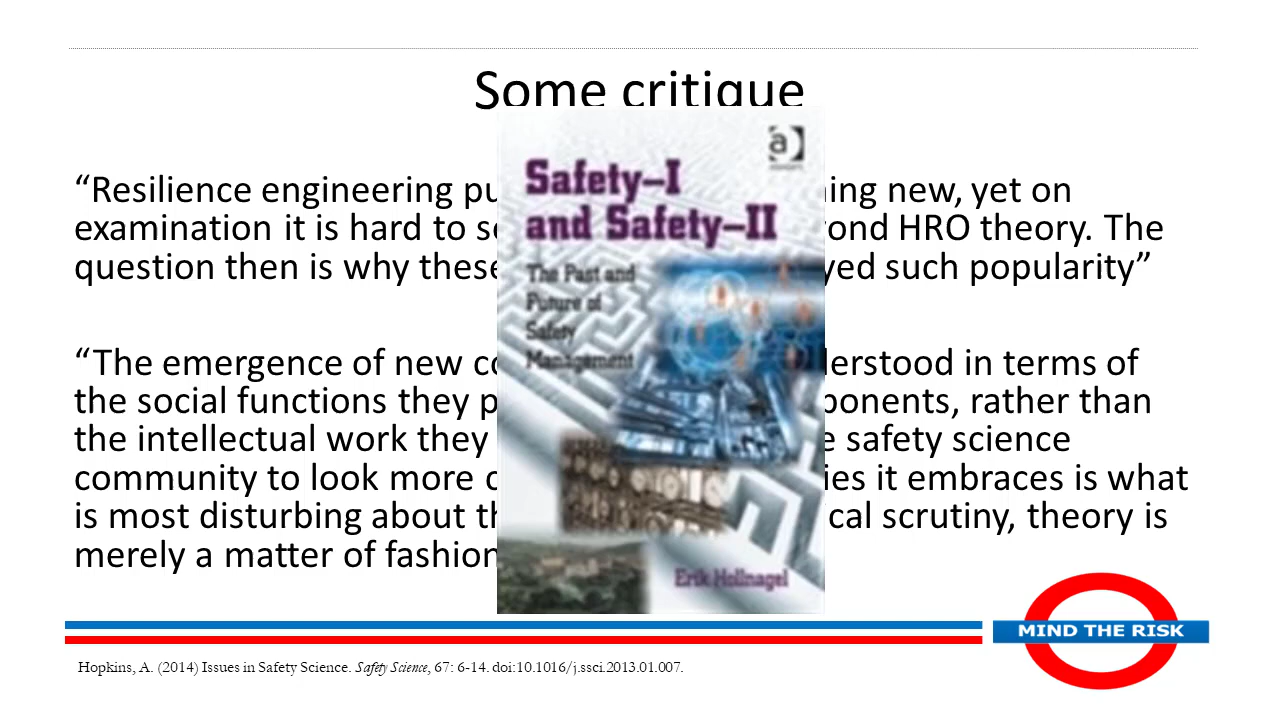 Some critique
“Resilience engineering pu
ing new, yet on
examination it is hard to s
ond HRO theory. The
question then is why these
yed such popularity”
“The emergence of new co
derstood in terms of
the social functions they p
ponents, rather than
the intellectual work they
e safety science
community to look more c
ies it embraces is what
is most disturbing about th
cal scrutiny, theory is
merely a matter of fashion
a
Safety–I
and Safety–II
The Past and
Future of
Safety
Management
Erik Hollnagel
MIND THE RISK
Hopkins, A. (2014) Issues in Safety Science. Safety Science, 67: 6-14. doi:10.1016/j.ssci.2013.01.007.